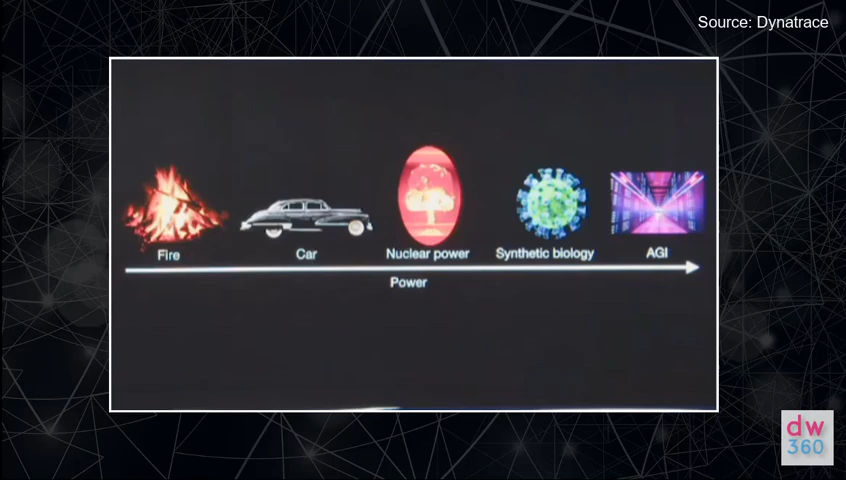 Source: Dynatrace
Fire
Car
Nuclear power
Synthetic biology
AGI
Power
dw
360